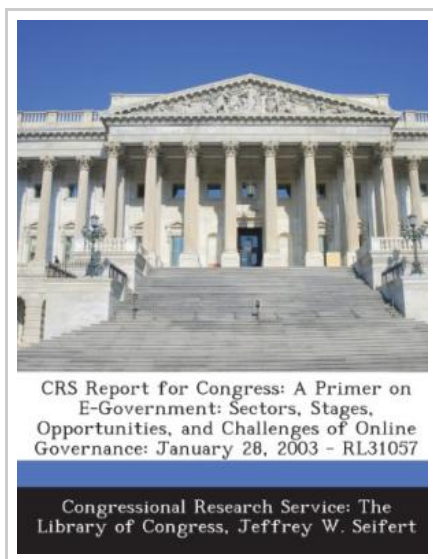 CRS Report for Congress: A Primer on
E-Government: Sectors, Stages,
Opportunities, and Challenges of Online
Governance: January 28, 2003 - RL31057
Congressional Research Service: The
Library of Congress, Jeffrey W. Seifert